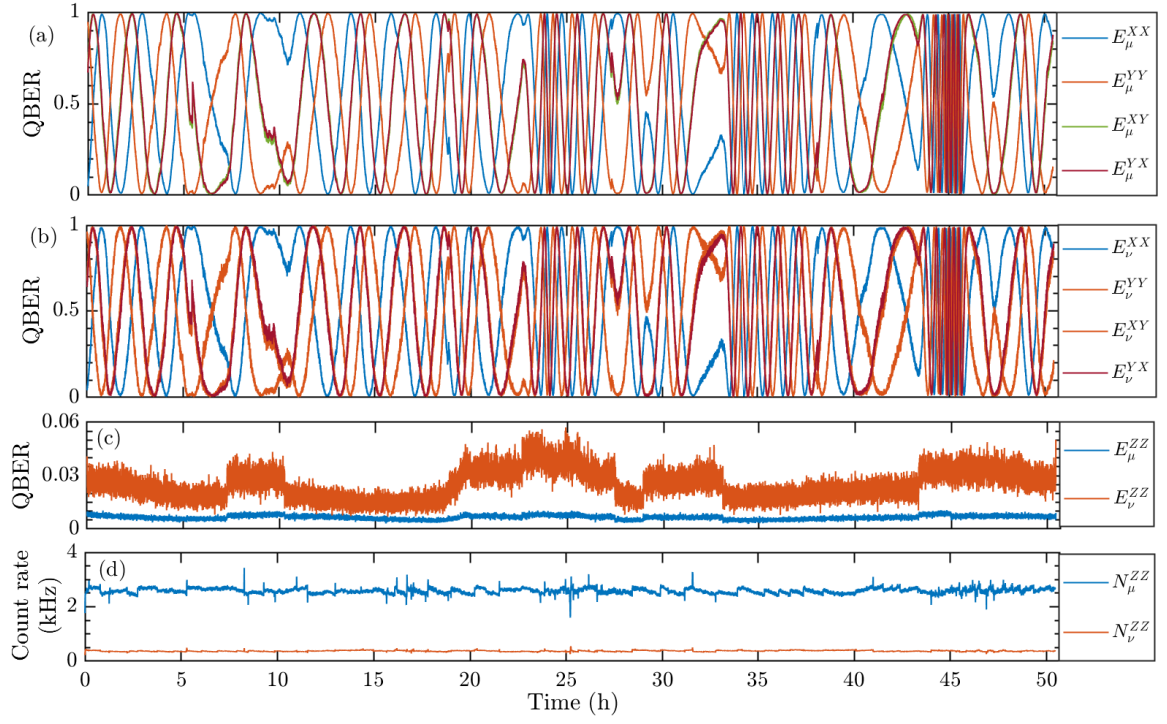 (a)
1
0.5
0
QBER
E_μ^{XX}
E_μ^{YY}
E_μ^{XY}
E_μ^{YX}
(b)
1
0.5
0
QBER
E_ν^{XX}
E_ν^{YY}
E_ν^{XY}
E_ν^{YX}
(c)
0.06
0.03
0
QBER
E_μ^{ZZ}
E_ν^{ZZ}
(d)
4
2
0
Count rate
(kHz)
N_μ^{ZZ}
N_ν^{ZZ}
0 5 10 15 20 25 30 35 40 45 50
Time (h)